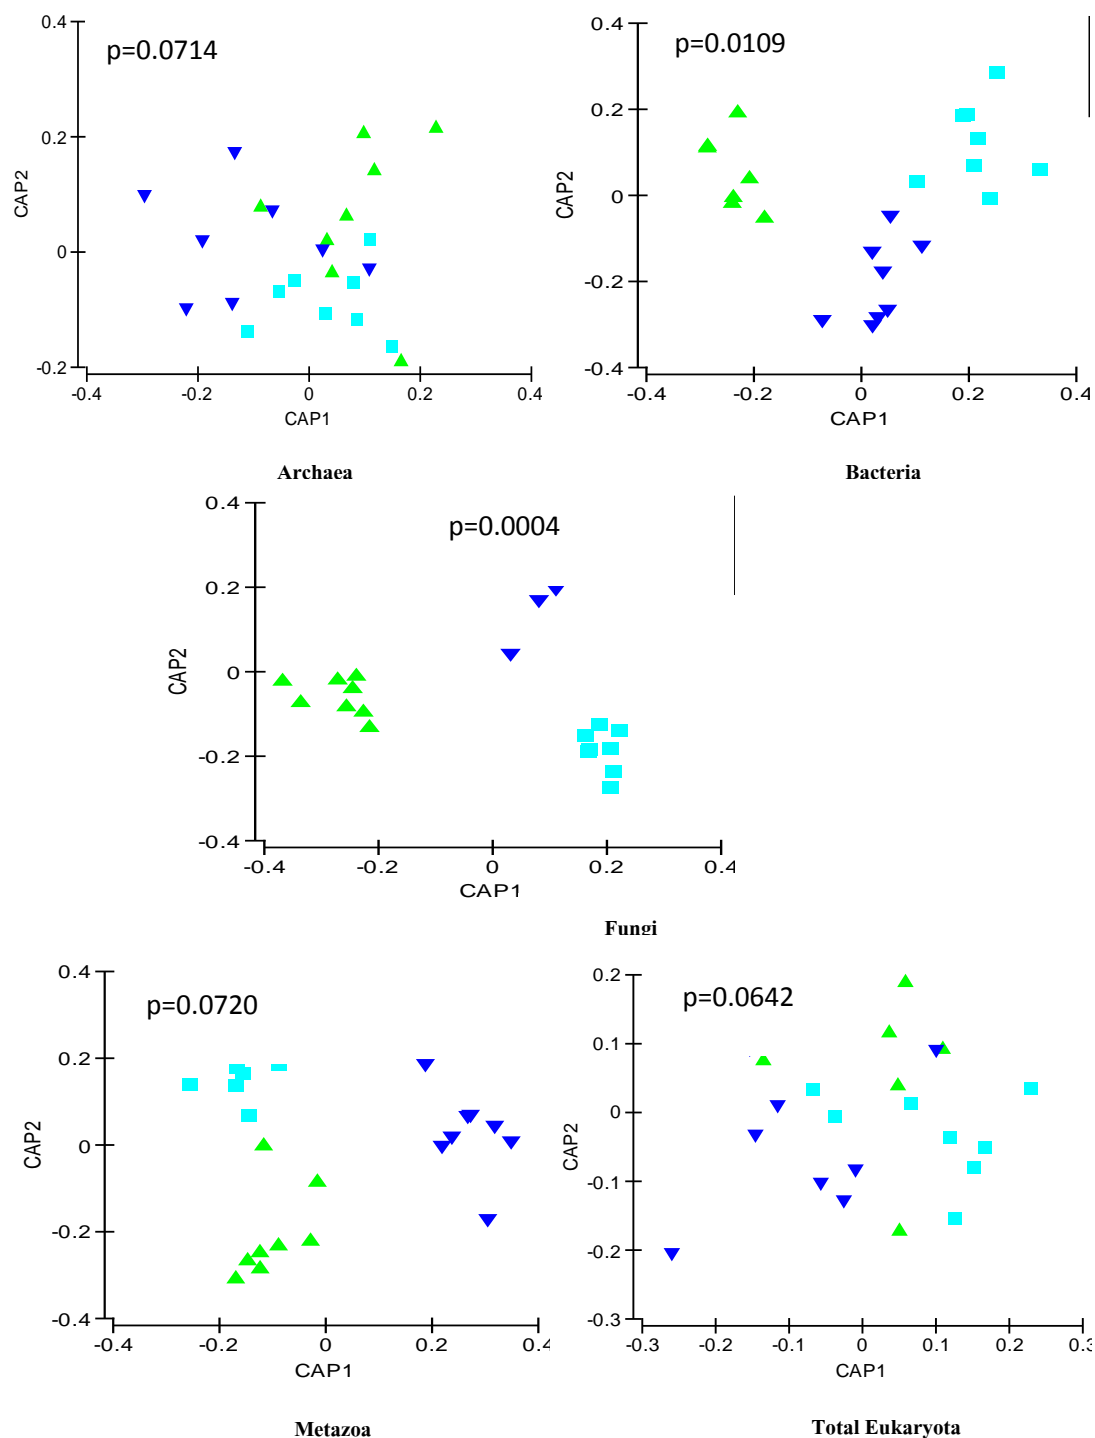 0.4
p=0.0714
0.2
CAP2
0
-0.2
-0.4 -0.2 0 0.2 0.4
CAP1
Archaea
0.4
p=0.0109
0.2
CAP2
0
-0.2
-0.4
-0.4 -0.2 0 0.2 0.4
CAP1
Bacteria
0.4
p=0.0004
0.2
CAP2
0
-0.2
-0.4
-0.4 -0.2 0 0.2 0.4
CAP1
Fungi
0.4
p=0.0720
0.2
CAP2
0
-0.2
-0.4
-0.4 -0.2 0 0.2 0.4
CAP1
Metazoa
0.2
p=0.0642
0.1
0
CAP2
-0.1
-0.2
-0.3
-0.3 -0.2 -0.1 0 0.1 0.2 0.3
CAP1
Total Eukaryota